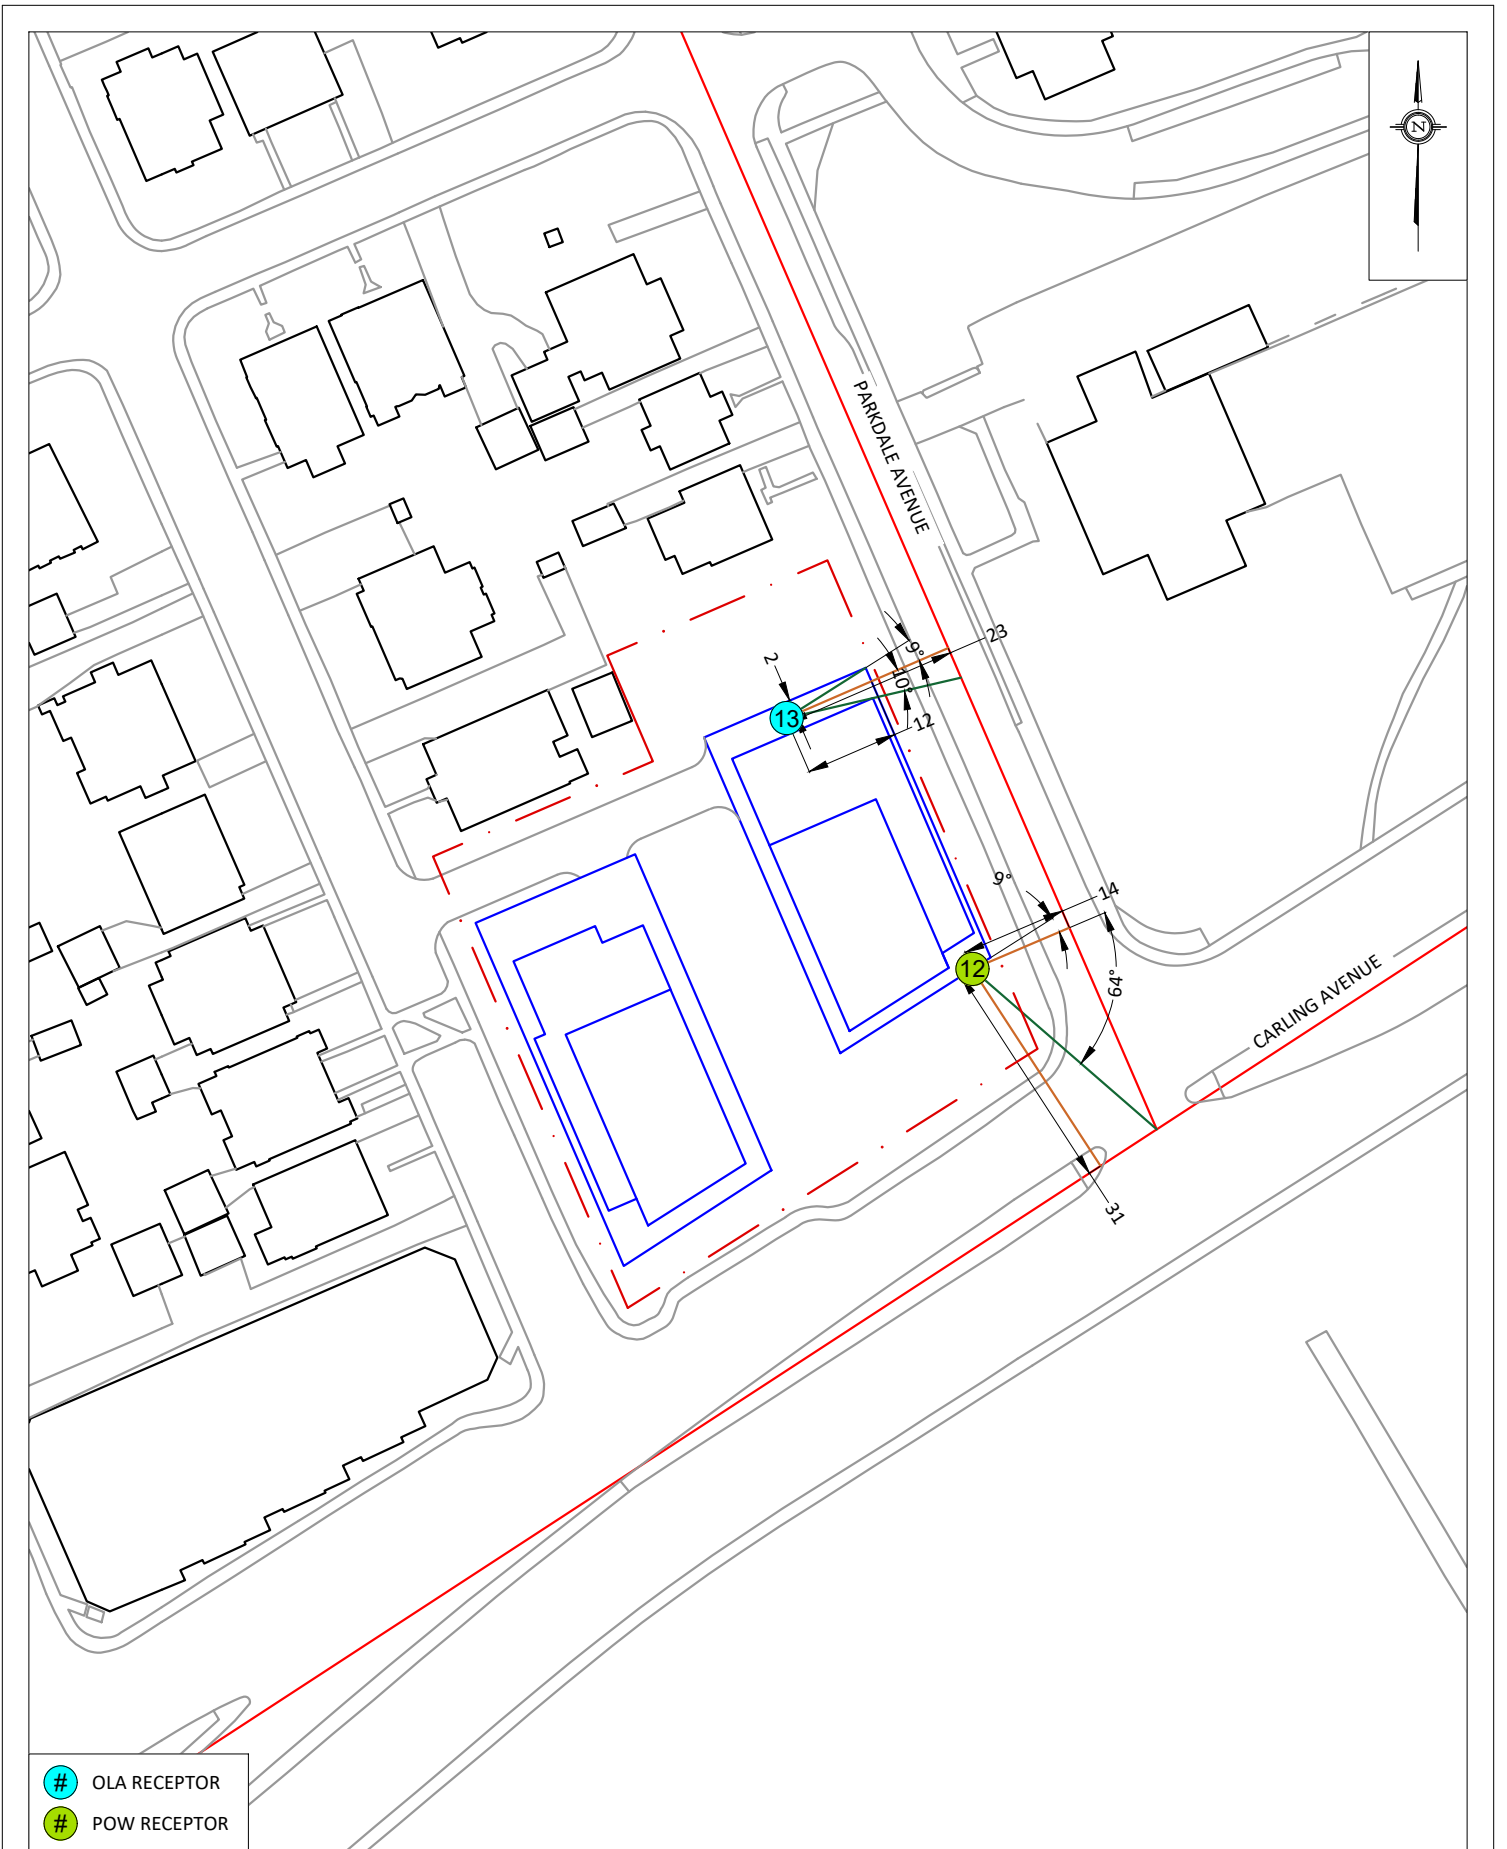 N
PARKDALE AVENUE
23
9°
2
10°
13
12
9°
14
12
64°
CARLING AVENUE
31
# OLA RECEPTOR
# POW RECEPTOR